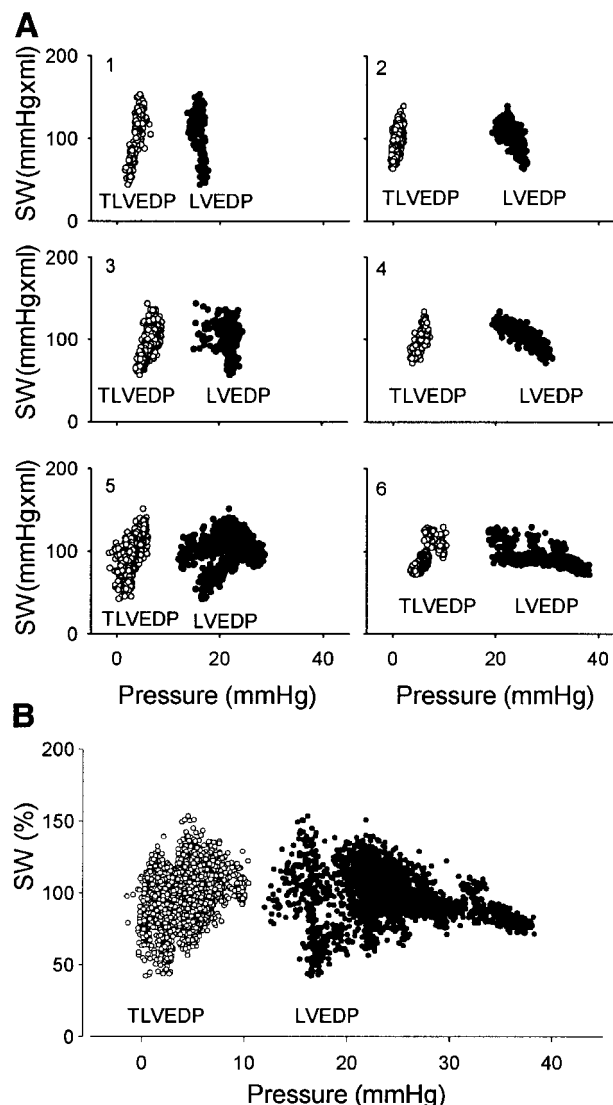 A
200
100
0
SW(mmHgxml)
1
TLVEDP LVEDP
2
TLVEDP LVEDP
200
100
0
SW(mmHgxml)
3
TLVEDP LVEDP
4
TLVEDP LVEDP
200
100
0
SW(mmHgxml)
5
TLVEDP LVEDP
6
TLVEDP LVEDP
0 20 40
0 20 40
Pressure (mmHg) Pressure (mmHg)
B
200
150
100
50
0
SW (%)
TLVEDP LVEDP
0 10 20 30 40
Pressure (mmHg)